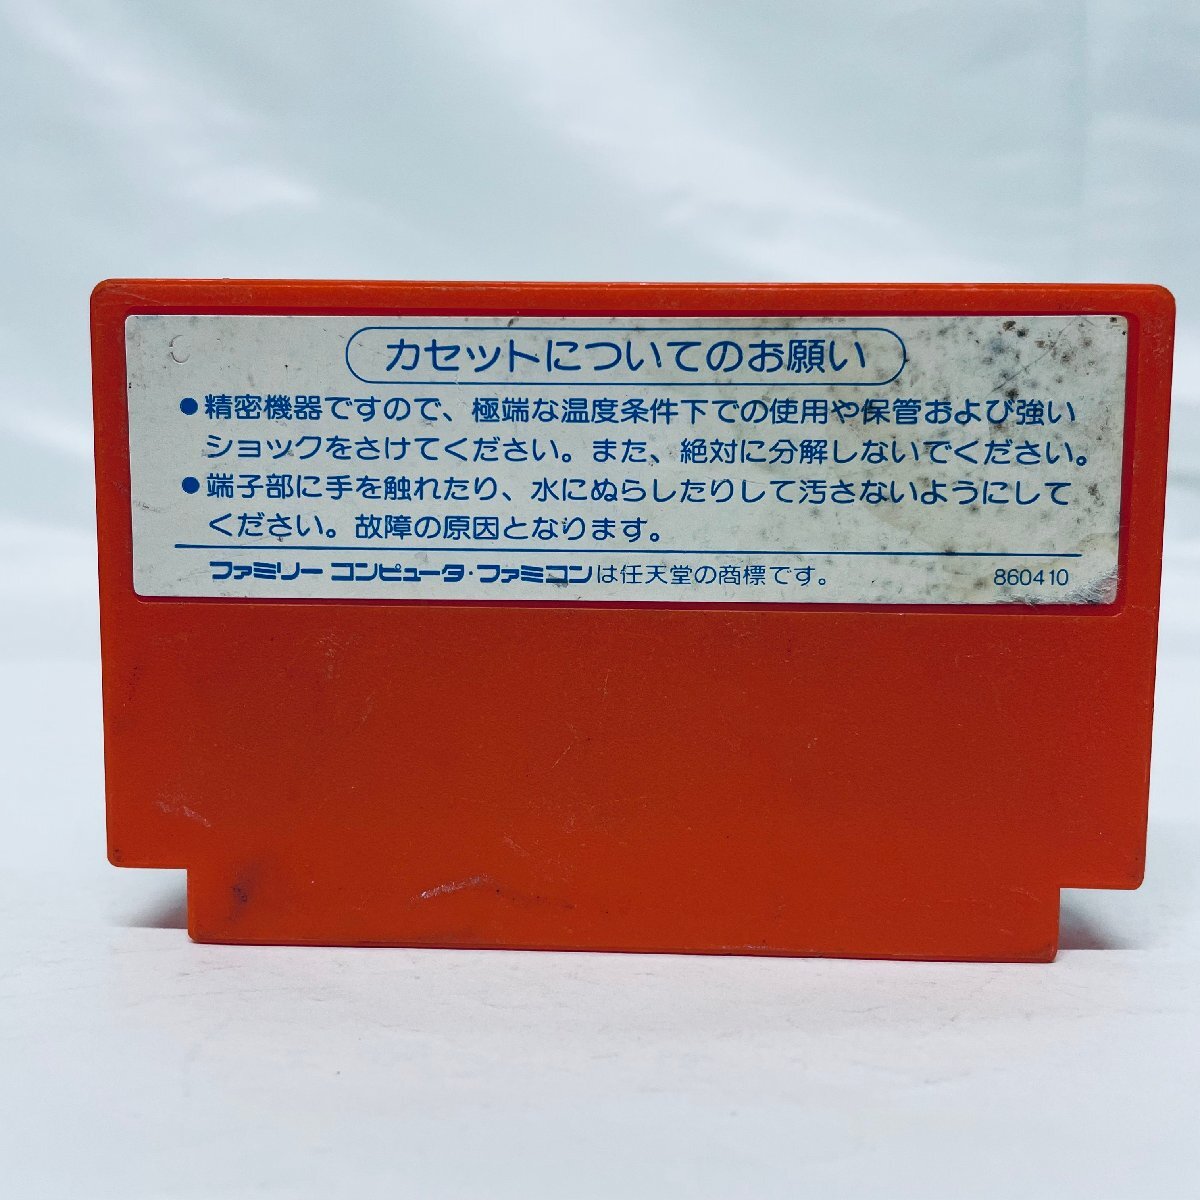 カセットについてのお願い
●精密機器ですので、極端な温度条件下での使用や保管および強い
ショックをさけてください。また、絶対に分解しないでください。
●端子部に手を触れたり、水にぬらしたりして汚さないようにして
ください。故障の原因となります。
ファミリー コンピュータ・ファミコンは任天堂の商標です。 860410